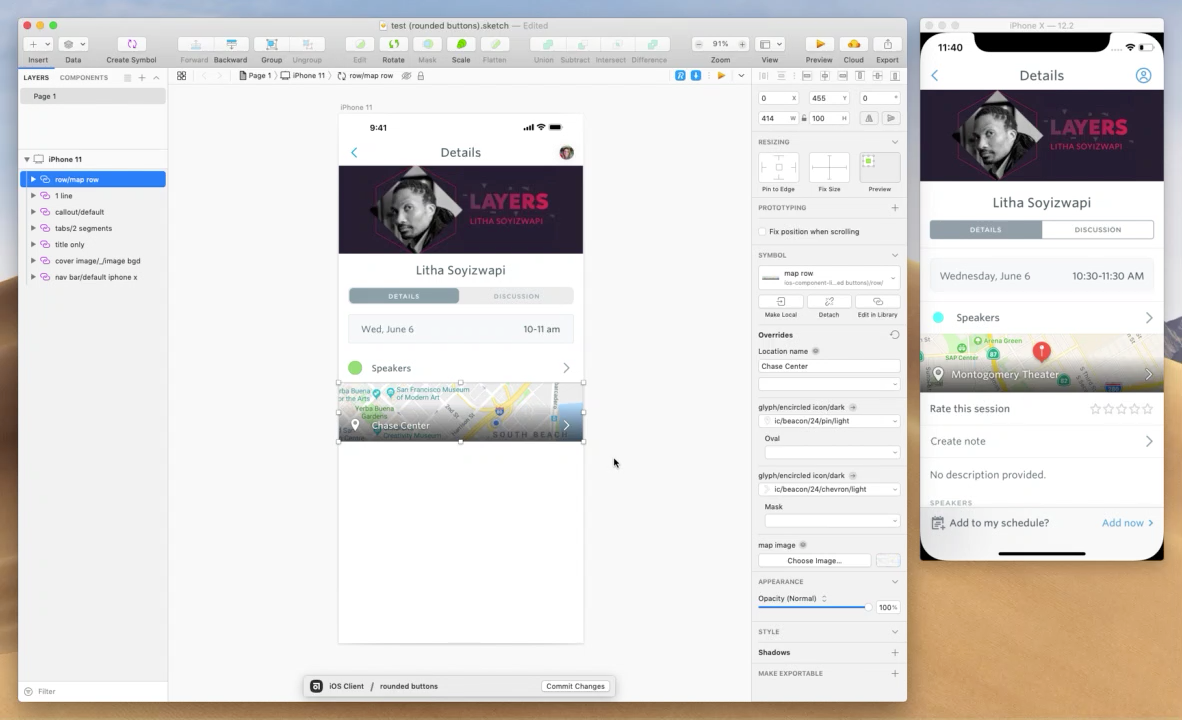 test (rounded buttons).sketch — Edited
iPhone X — 12.2
Insert
Data
Create Symbol
Forward
Backward
Group
Ungroup
Edit
Rotate
Mask
Scale
Flatten
Union
Subtract
Intersect
Difference
91%
Zoom
View
Preview
Cloud
Export
LAYERS
COMPONENTS
Page 1
iPhone 11
row/map row
Page 1
iPhone 11
row/map row
1 line
callout/default
tabs/2 segments
title only
cover image/_/image bgd
nav bar/default iphone x
Filter
iPhone 11
9:41
Details
LAYERS
LITHA SOYIZWAPI
Litha Soyizwapi
DETAILS
DISCUSSION
Wed, June 6
10-11 am
Speakers
San Francisco Museum
of Modern Art
Yerba Buena
Gardens
Creativity Museum
2nd St
SOUTH BEACH
Chase Center
iOS Client / rounded buttons
Commit Changes
0 X
455 Y
0 °
414 W
100 H
RESIZING
Pin to Edge
Fix Size
Preview
PROTOTYPING
Fix position when scrolling
SYMBOL
map row
ios-component-li...ed buttons)/row/
Make Local
Detach
Edit in Library
Overrides
Location name
Chase Center
glyph/encircled icon/dark
ic/beacon/24/pin/light
Oval
glyph/encircled icon/dark
ic/beacon/24/chevron/light
Mask
map image
Choose Image...
APPEARANCE
Opacity (Normal)
100%
STYLE
Shadows
MAKE EXPORTABLE
11:40
Details
LAYERS
LITHA SOYIZWAPI
Litha Soyizwapi
DETAILS
DISCUSSION
Wednesday, June 6
10:30-11:30 AM
Speakers
Arena Green
SAP Center
87
87
Montogomery Theater
Rate this session
Create note
No description provided.
SPEAKERS
Add to my schedule?
Add now